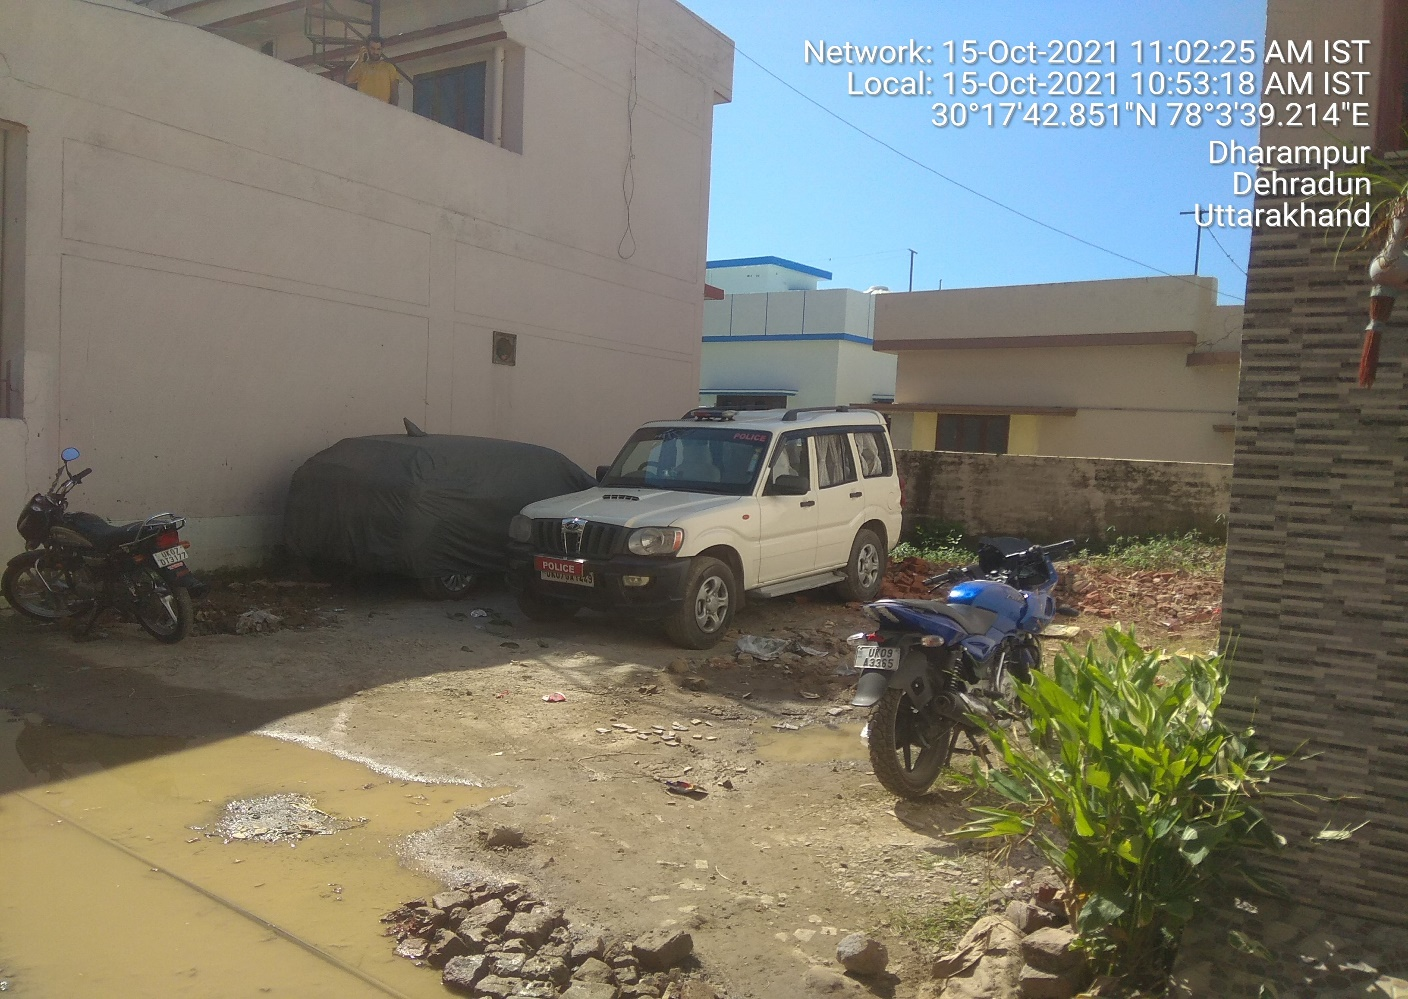 Network: 15-Oct-2021 11:02:25 AM IST
Local: 15-Oct-2021 10:53:18 AM IST
30°17'42.851"N 78°3'39.214"E
Dharampur
Dehradun
Uttarakhand
POLICE
POLICE
UK09
A3365
UK07